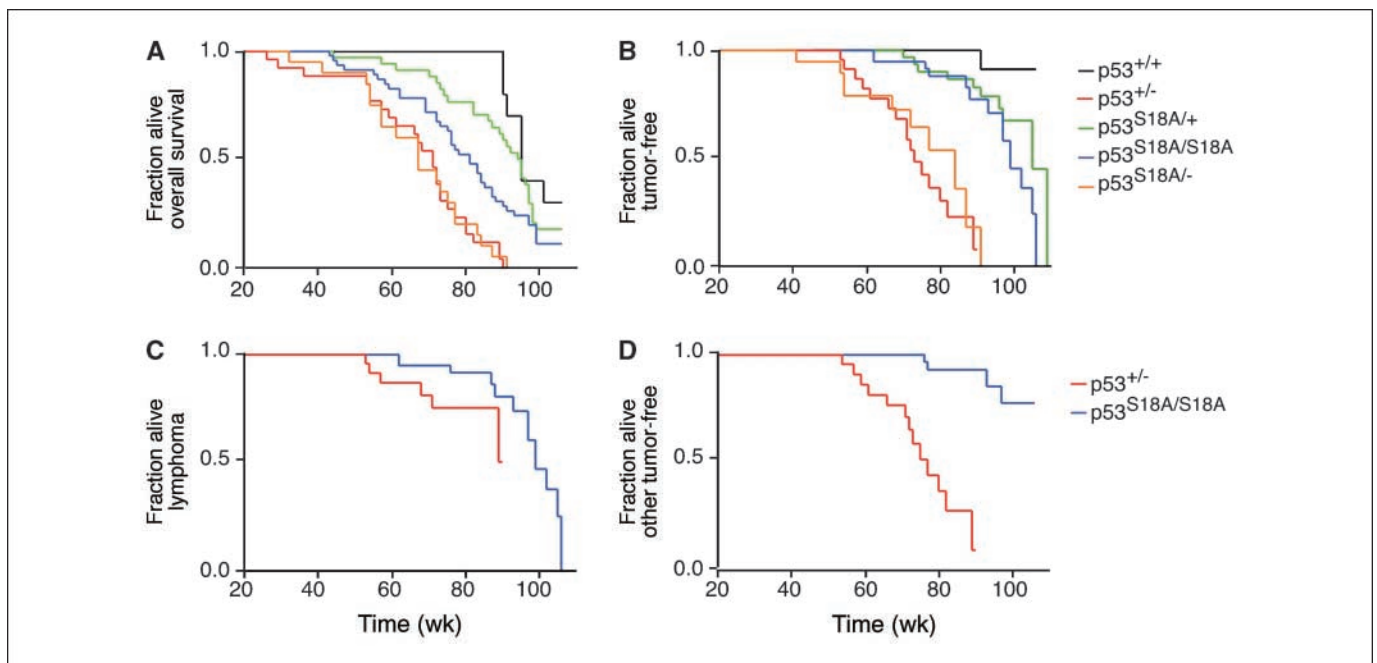 A
1.0
0.5
0.0
Fraction alive
overall survival
20 40 60 80 100
B
1.0
0.5
0.0
Fraction alive
tumor-free
20 40 60 80 100
p53+/+
p53+/-
p53S18A/+
p53S18A/S18A
p53S18A/-
C
1.0
0.5
0.0
Fraction alive
lymphoma
20 40 60 80 100
Time (wk)
D
1.0
0.5
0.0
Fraction alive
other tumor-free
20 40 60 80 100
Time (wk)
p53+/-
p53S18A/S18A